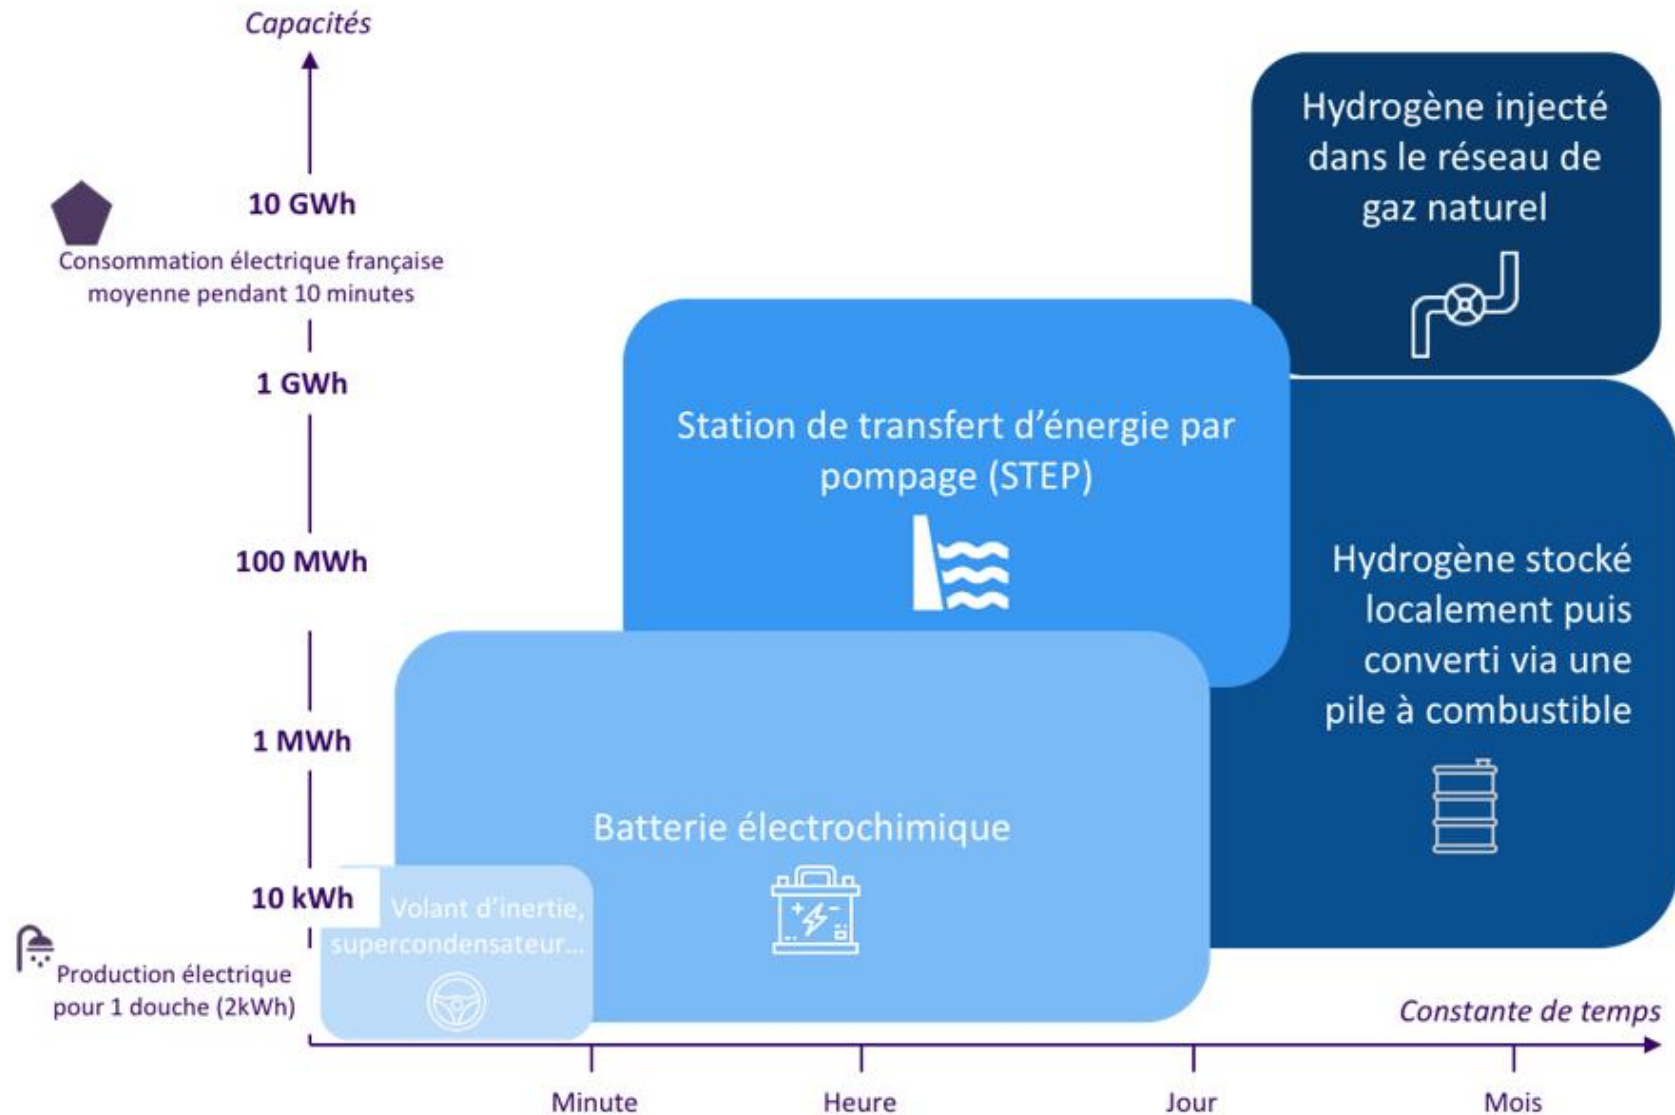 Capacités
10 GWh
Consommation électrique française
moyenne pendant 10 minutes
1 GWh
100 MWh
1 MWh
10 kWh
Production électrique
pour 1 douche (2kWh)
Hydrogène injecté
dans le réseau de
gaz naturel
Station de transfert d’énergie par
pompage (STEP)
Hydrogène stocké
localement puis
converti via une
pile à combustible
Batterie électrochimique
Volant d’inertie,
supercondensateur...
Constante de temps
Minute
Heure
Jour
Mois